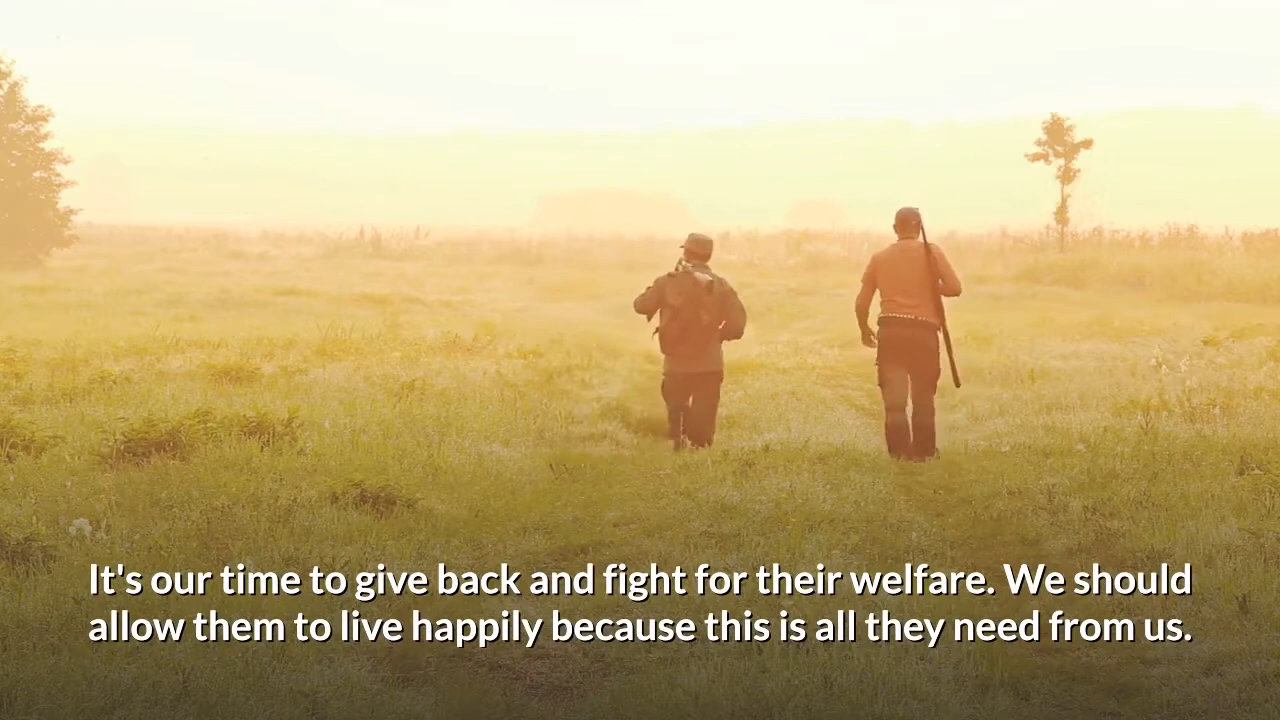 It's our time to give back and fight for their welfare. We should
allow them to live happily because this is all they need from us.